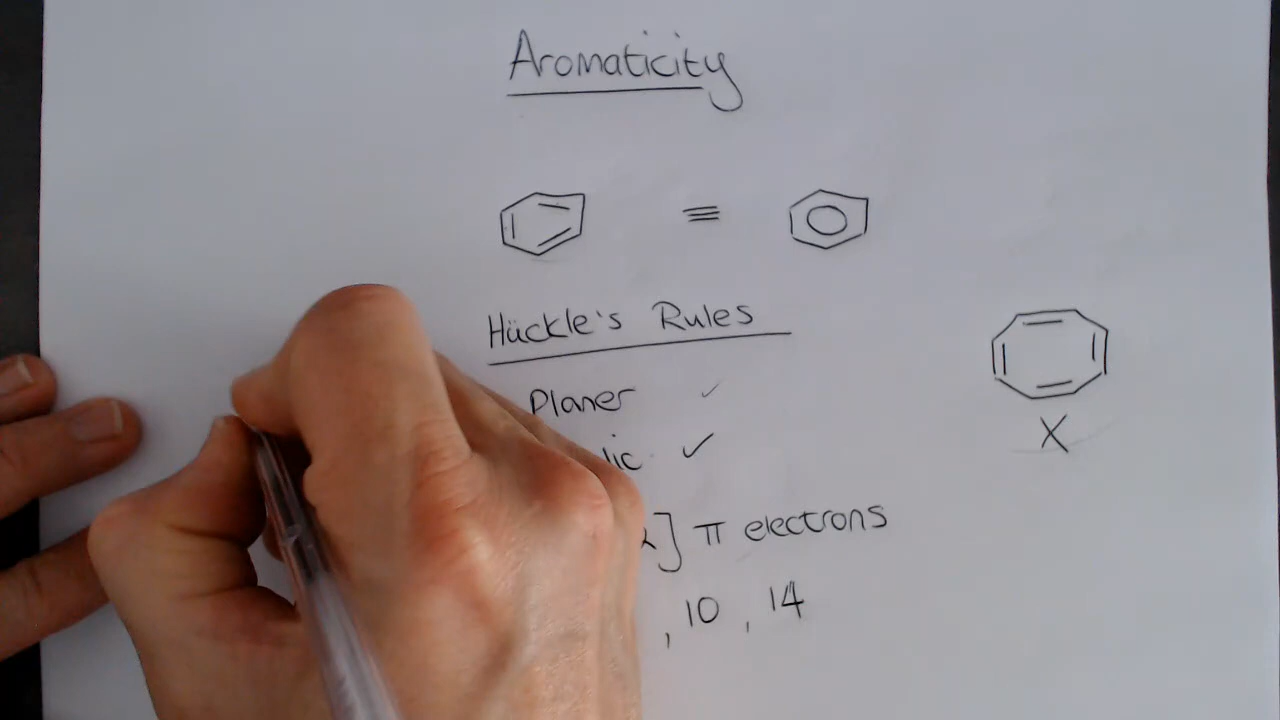 Aromaticity
≡
Hückle's Rules
Planer ✓
lic ✓
] π electrons
, 10 , 14
X